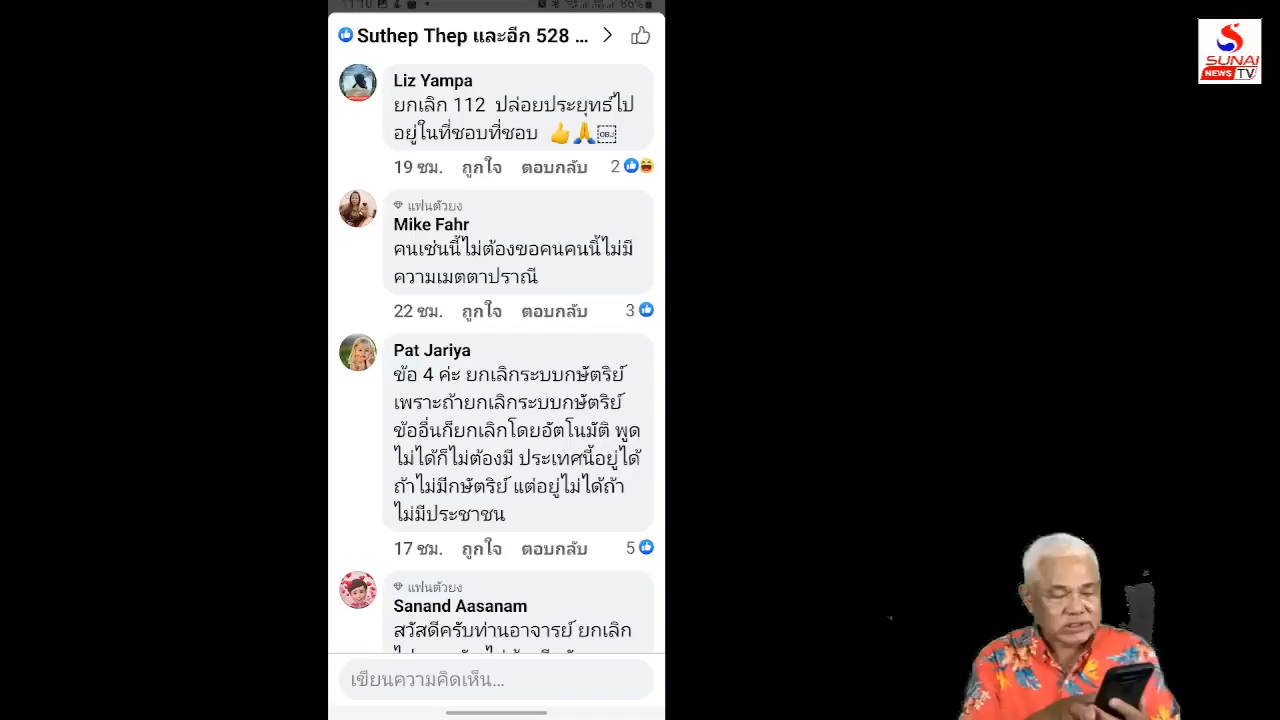 11:10
86%
Suthep Thep และอีก 528 ...
SUNAI
NEWS TV
Liz Yampa
ยกเลิก 112 ปล่อยประยุทธ์ไป
อยู่ในที่ชอบที่ชอบ 👍🙏
OBJ
19 ชม. ถูกใจ ตอบกลับ 2
แฟนตัวยง
Mike Fahr
คนเช่นนี้ไม่ต้องขอคนคนนี้ไม่มี
ความเมตตาปราณี
22 ชม. ถูกใจ ตอบกลับ 3
Pat Jariya
ข้อ 4 ค่ะ ยกเลิกระบบกษัตริย์
เพราะถ้ายกเลิกระบบกษัตริย์
ข้ออื่นก็ยกเลิกโดยอัตโนมัติ พูด
ไม่ได้ก็ไม่ต้องมี ประเทศนี้อยู่ได้
ถ้าไม่มีกษัตริย์ แต่อยู่ไม่ได้ถ้า
ไม่มีประชาชน
17 ชม. ถูกใจ ตอบกลับ 5
แฟนตัวยง
Sanand Aasanam
สวัสดีครับท่านอาจารย์ ยกเลิก
เขียนความคิดเห็น...